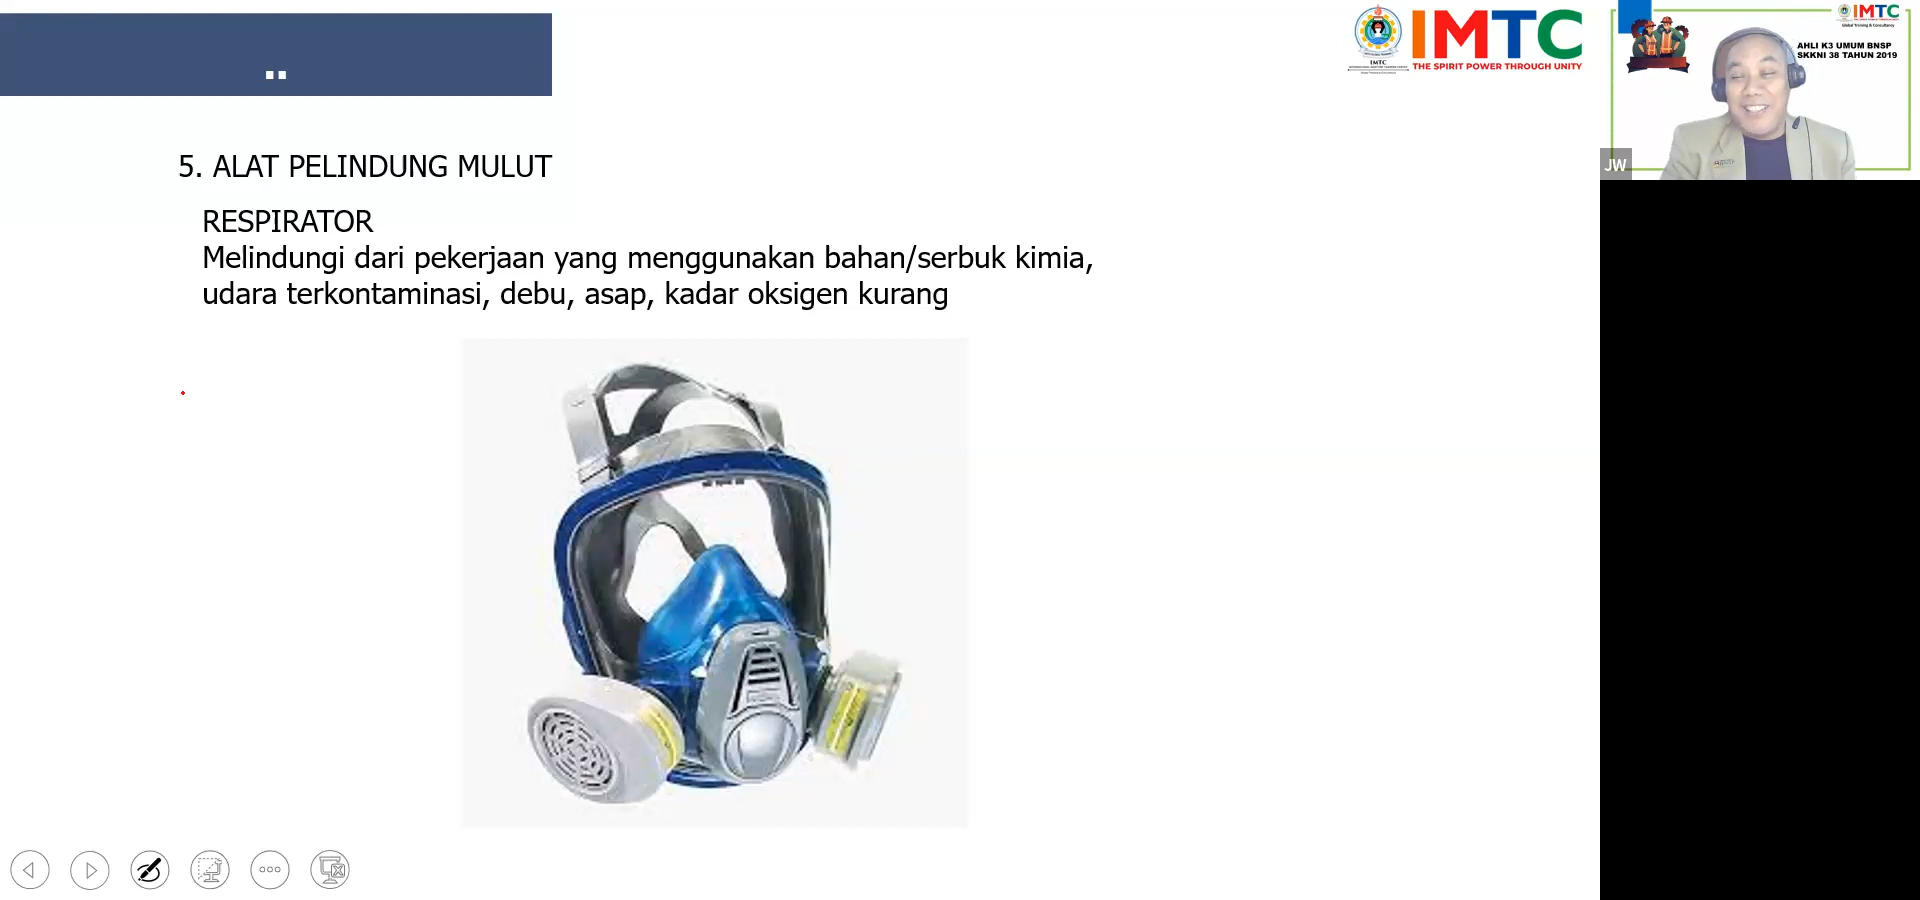 ..
5. ALAT PELINDUNG MULUT
RESPIRATOR
Melindungi dari pekerjaan yang menggunakan bahan/serbuk kimia,
udara terkontaminasi, debu, asap, kadar oksigen kurang
IMTC
IMTC
THE SPIRIT POWER THROUGH UNITY
IMTC
AHLI K3 UMUM BNSP
SKKNI 38 TAHUN 2019
JW